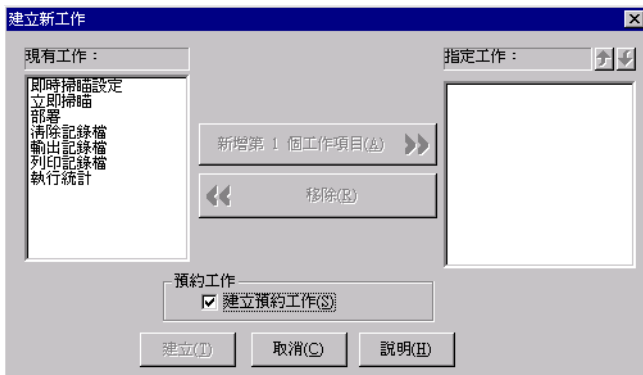 建立新工作
現有工作：
指定工作：
即時掃瞄設定
立即掃瞄
部署
清除記錄檔
輸出記錄檔
列印記錄檔
執行統計
新增第 1 個工作項目(A)
移除(R)
預約工作
建立預約工作(S)
建立(T)
取消(C)
說明(H)